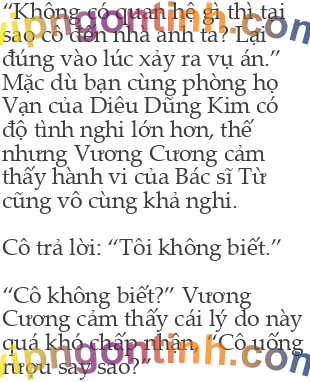 “Không có quan hệ gì thì tại
sao cô đến nhà anh ta? Lại
đúng vào lúc xảy ra vụ án.”
Mặc dù bạn cùng phòng họ
Vạn của Diêu Dũng Kim có
độ tình nghi lớn hơn, thế
nhưng Vương Cương cảm
thấy hành vi của Bác sĩ Từ
cũng vô cùng khả nghi.
Cô trả lời: “Tôi không biết.”
“Cô không biết?” Vương
Cương cảm thấy cái lý do này
quá khó chấp nhận. “Cô uống
rượu say sao?”
vipngontinh.com
vipngontinh.com